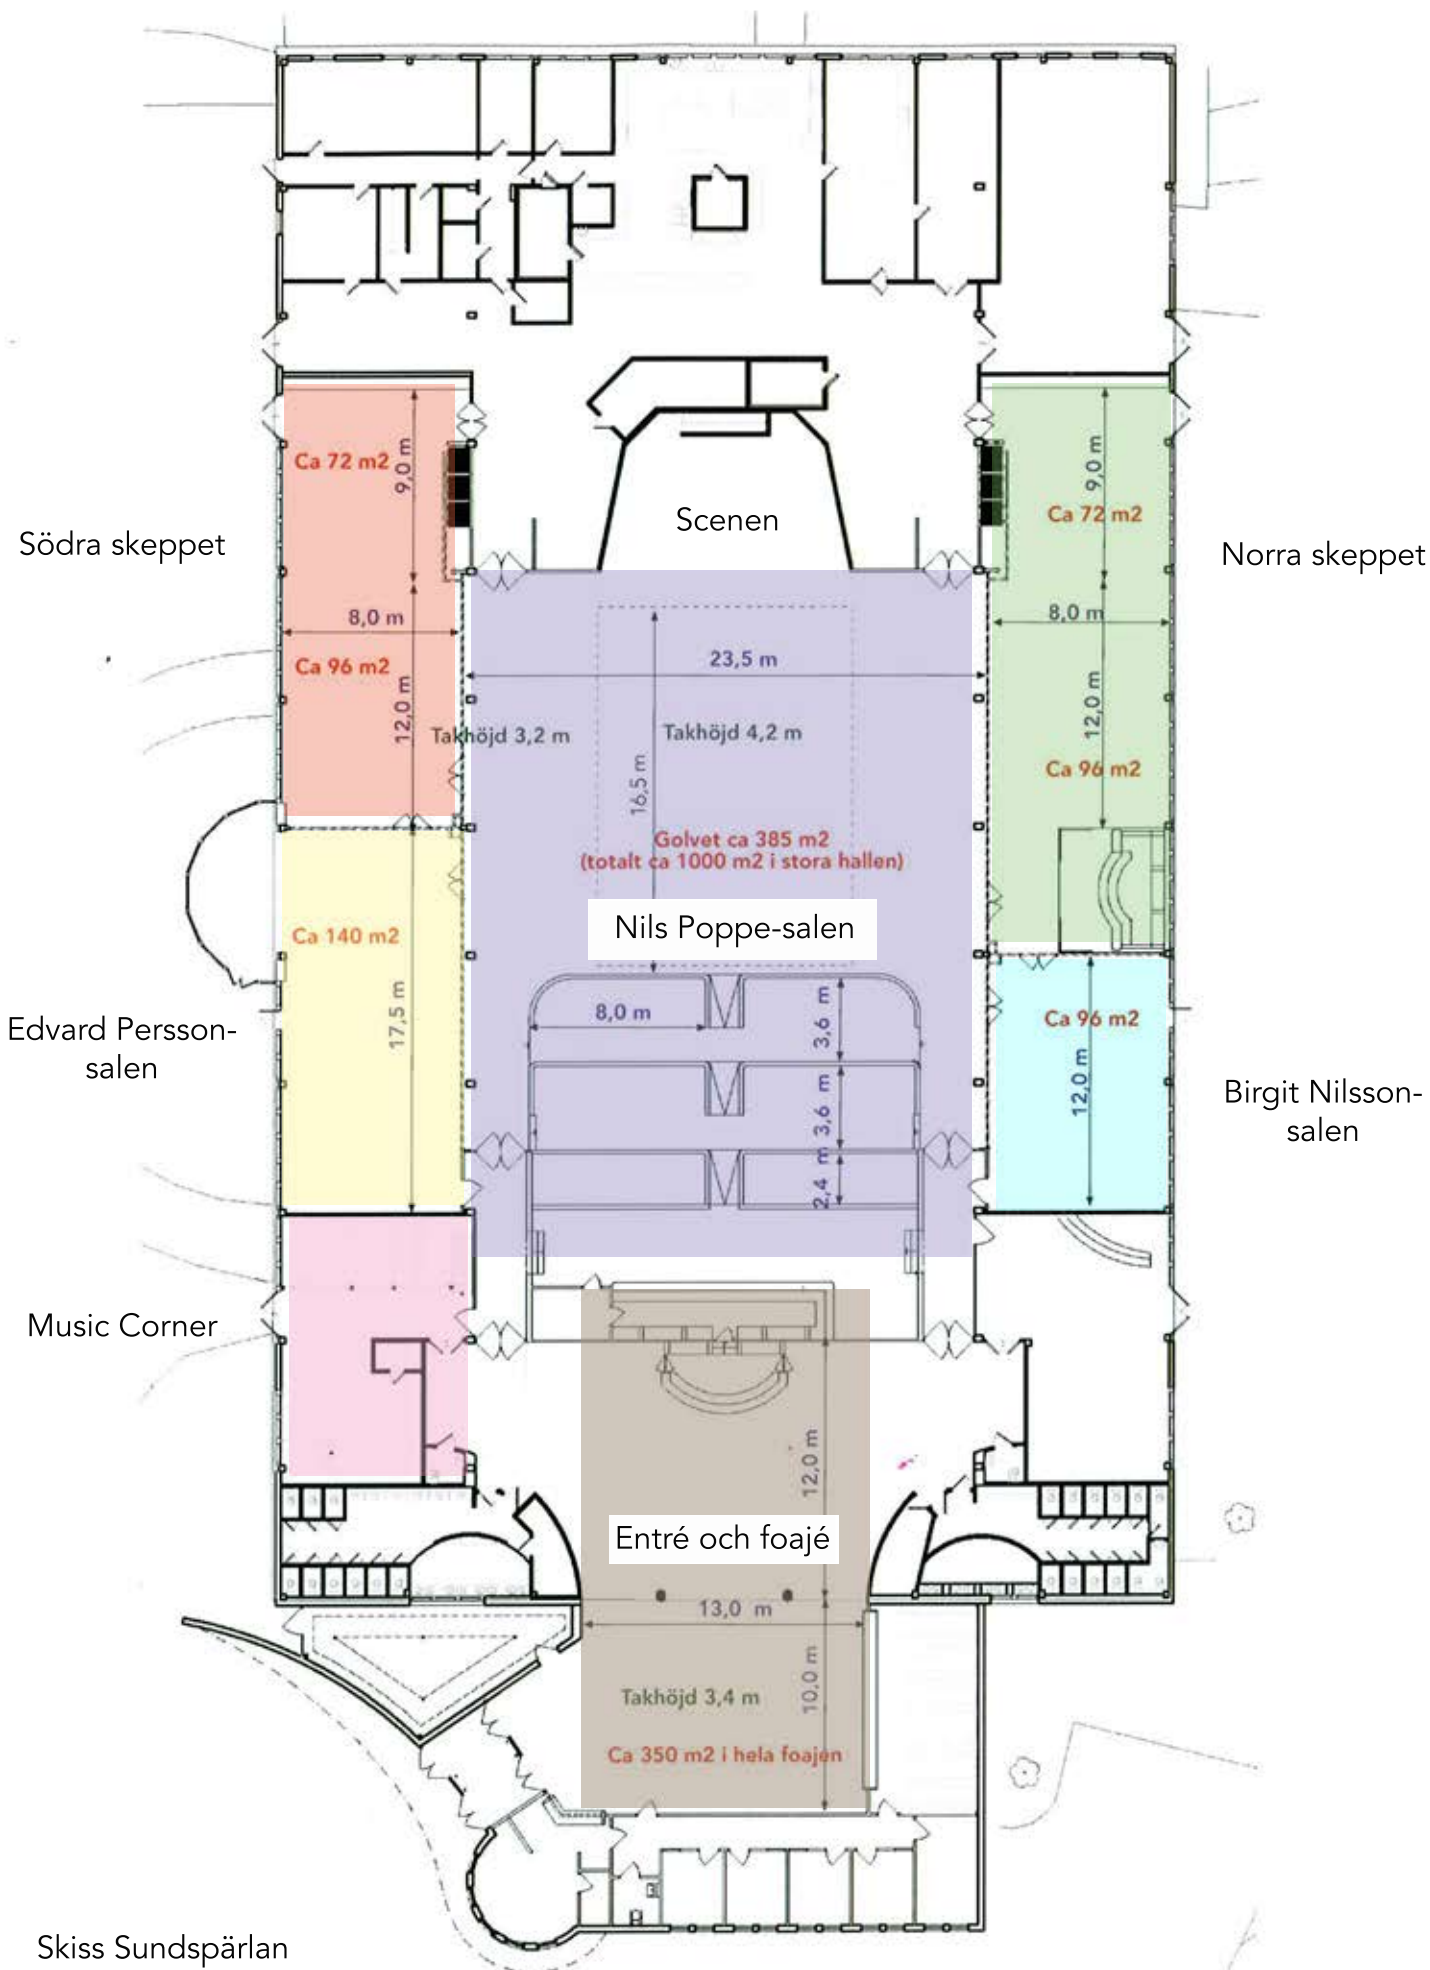 Ca 72 m2
9,0 m
9,0 m
Ca 72 m2
Scenen
Södra skeppet
Norra skeppet
8,0 m
8,0 m
23,5 m
Ca 96 m2
12,0 m
12,0 m
Takhöjd 3,2 m
Takhöjd 4,2 m
16,5 m
Ca 96 m2
Golvet ca 385 m2
(totalt ca 1000 m2 i stora hallen)
Nils Poppe-salen
Ca 140 m2
17,5 m
8,0 m
3,6 m
Ca 96 m2
Edvard Persson-
salen
3,6 m
12,0 m
Birgit Nilsson-
salen
2,4 m
Music Corner
12,0 m
Entré och foajé
13,0 m
10,0 m
Takhöjd 3,4 m
Ca 350 m2 i hela foajen
Skiss Sundspärlan